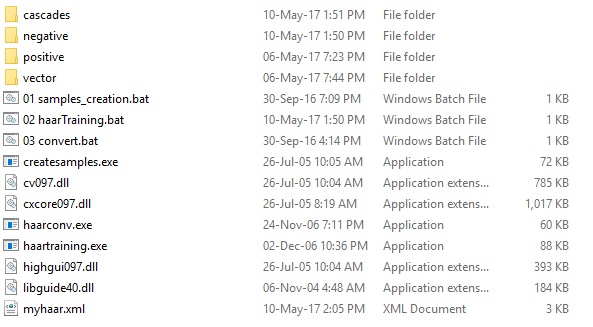 cascades 10-May-17 1:51 PM File folder
negative 10-May-17 1:50 PM File folder
positive 06-May-17 7:23 PM File folder
vector 06-May-17 7:44 PM File folder
01 samples_creation.bat 30-Sep-16 7:09 PM Windows Batch File 1 KB
02 haarTraining.bat 10-May-17 1:50 PM Windows Batch File 1 KB
03 convert.bat 30-Sep-16 4:14 PM Windows Batch File 1 KB
createsamples.exe 26-Jul-05 10:05 AM Application 72 KB
cv097.dll 26-Jul-05 10:04 AM Application extens... 785 KB
cxcore097.dll 26-Jul-05 8:19 AM Application extens... 1,017 KB
haarconv.exe 24-Nov-06 7:11 PM Application 60 KB
haartraining.exe 02-Dec-06 10:36 PM Application 88 KB
highgui097.dll 26-Jul-05 10:04 AM Application extens... 393 KB
libguide40.dll 06-Nov-04 4:48 AM Application extens... 184 KB
myhaar.xml 10-May-17 2:05 PM XML Document 3 KB